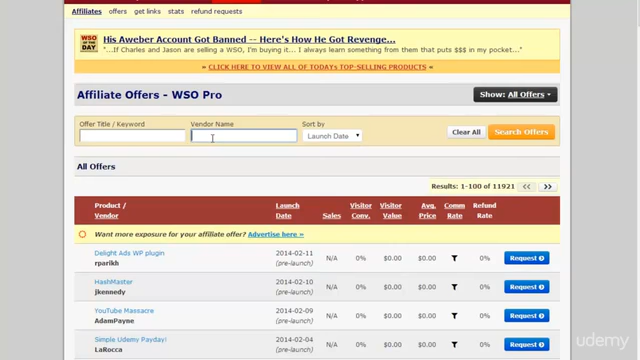 Affiliates offers get links stats refund requests
WSO OF THE DAY
His Aweber Account Got Banned -- Here's How He Got Revenge...
"...If Charles and Jason are selling a WSO, I'm buying it... I always learn something from them that puts $$$ in my pocket..."
» CLICK HERE TO VIEW ALL OF TODAYs TOP-SELLING PRODUCTS «
Affiliate Offers - WSO Pro
Show: All Offers
Offer Title / Keyword Vendor Name Sort by
Launch Date
Clear All
Search Offers
All Offers
Results: 1-100 of 11921 << >>
Product / Vendor Launch Date Sales Visitor Conv. Visitor Value Avg. Price Comm Rate Refund Rate
Want more exposure for your affiliate offer? Advertise here »
Delight Ads WP plugin 2014-02-11 N/A 0% $0.00 $0.00 0% Request
rparikh (pre-launch)
HashMaster 2014-02-10 N/A 0% $0.00 $0.00 0% Request
jkennedy (pre-launch)
YouTube Massacre 2014-02-09 N/A 0% $0.00 $0.00 0% Request
AdamPayne (pre-launch)
Simple Udemy Payday! 2014-02-04 N/A 0% $0.00 $0.00 0% Request
LaRocca (pre-launch)
udemy